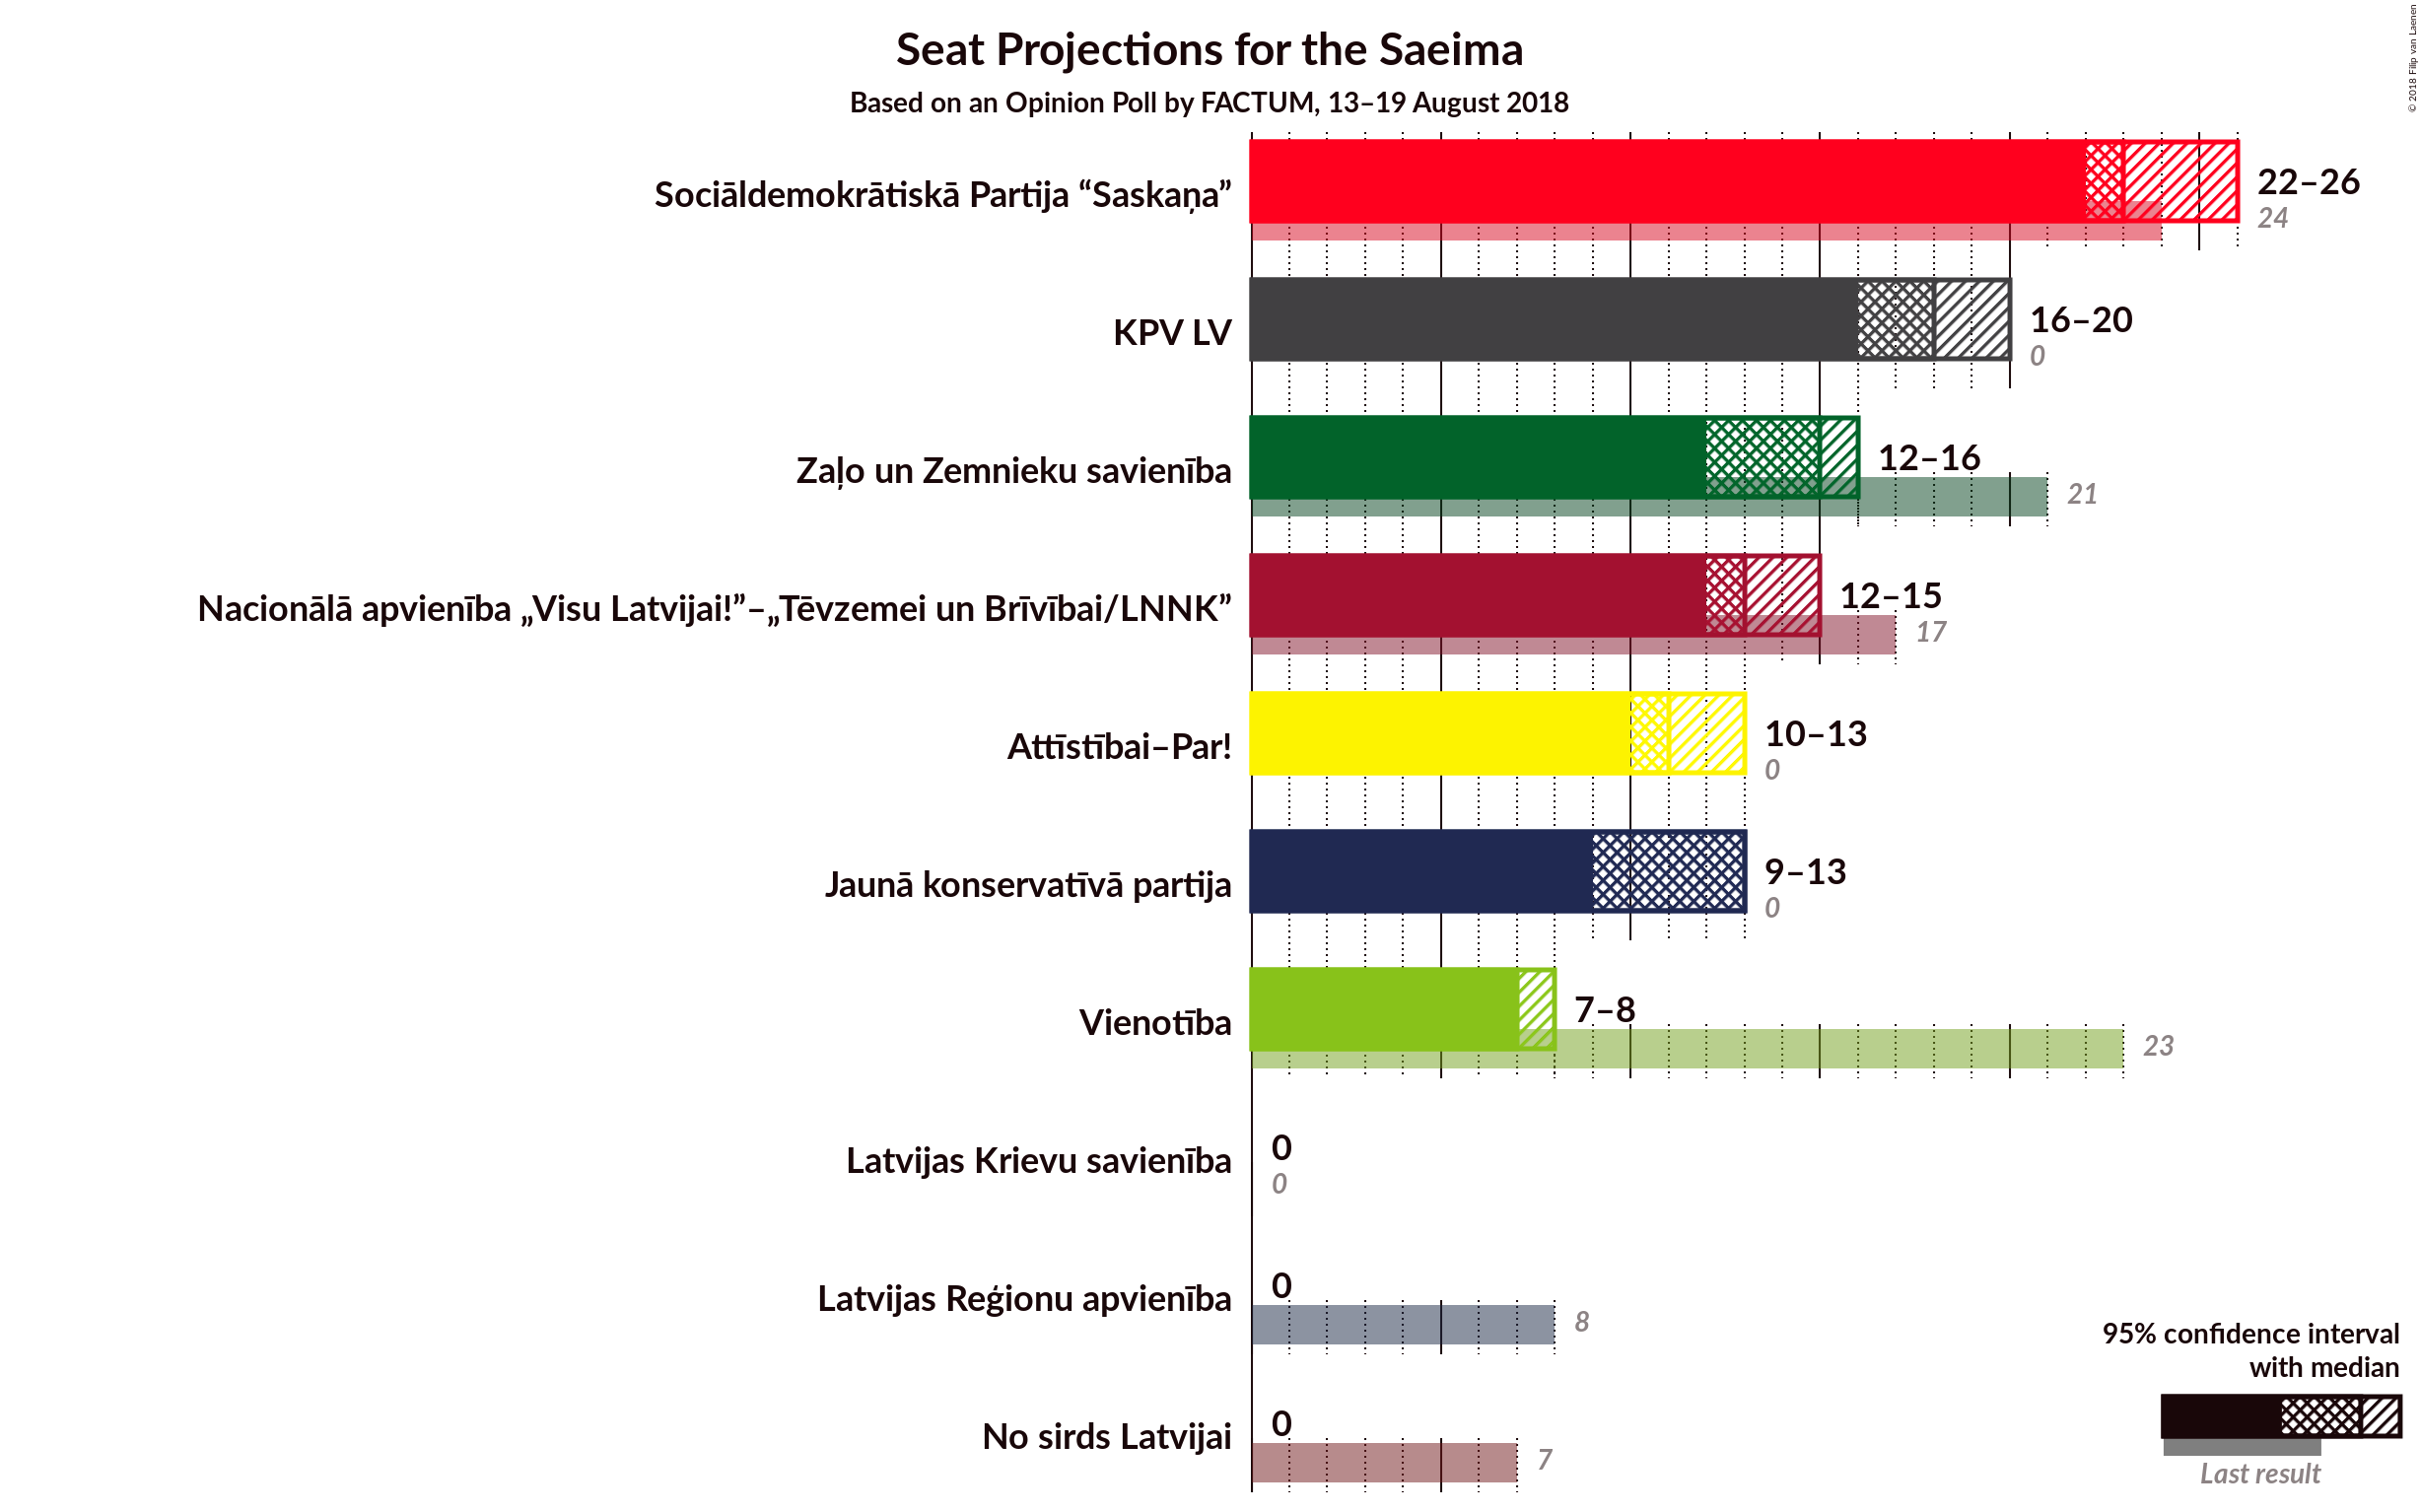 Seat Projections for the Saeima
Based on an Opinion Poll by FACTUM, 13–19 August 2018
© 2018 Filip van Laenen
Sociāldemokrātiskā Partija “Saskaņa”
22–26
24
KPV LV
16–20
0
Zaļo un Zemnieku savienība
12–16
21
Nacionālā apvienība „Visu Latvijai!”–„Tēvzemei un Brīvībai/LNNK”
12–15
17
Attīstībai–Par!
10–13
0
Jaunā konservatīvā partija
9–13
0
Vienotība
7–8
23
Latvijas Krievu savienība
0
0
Latvijas Reģionu apvienība
0
8
No sirds Latvijai
0
7
95% confidence interval
with median
Last result